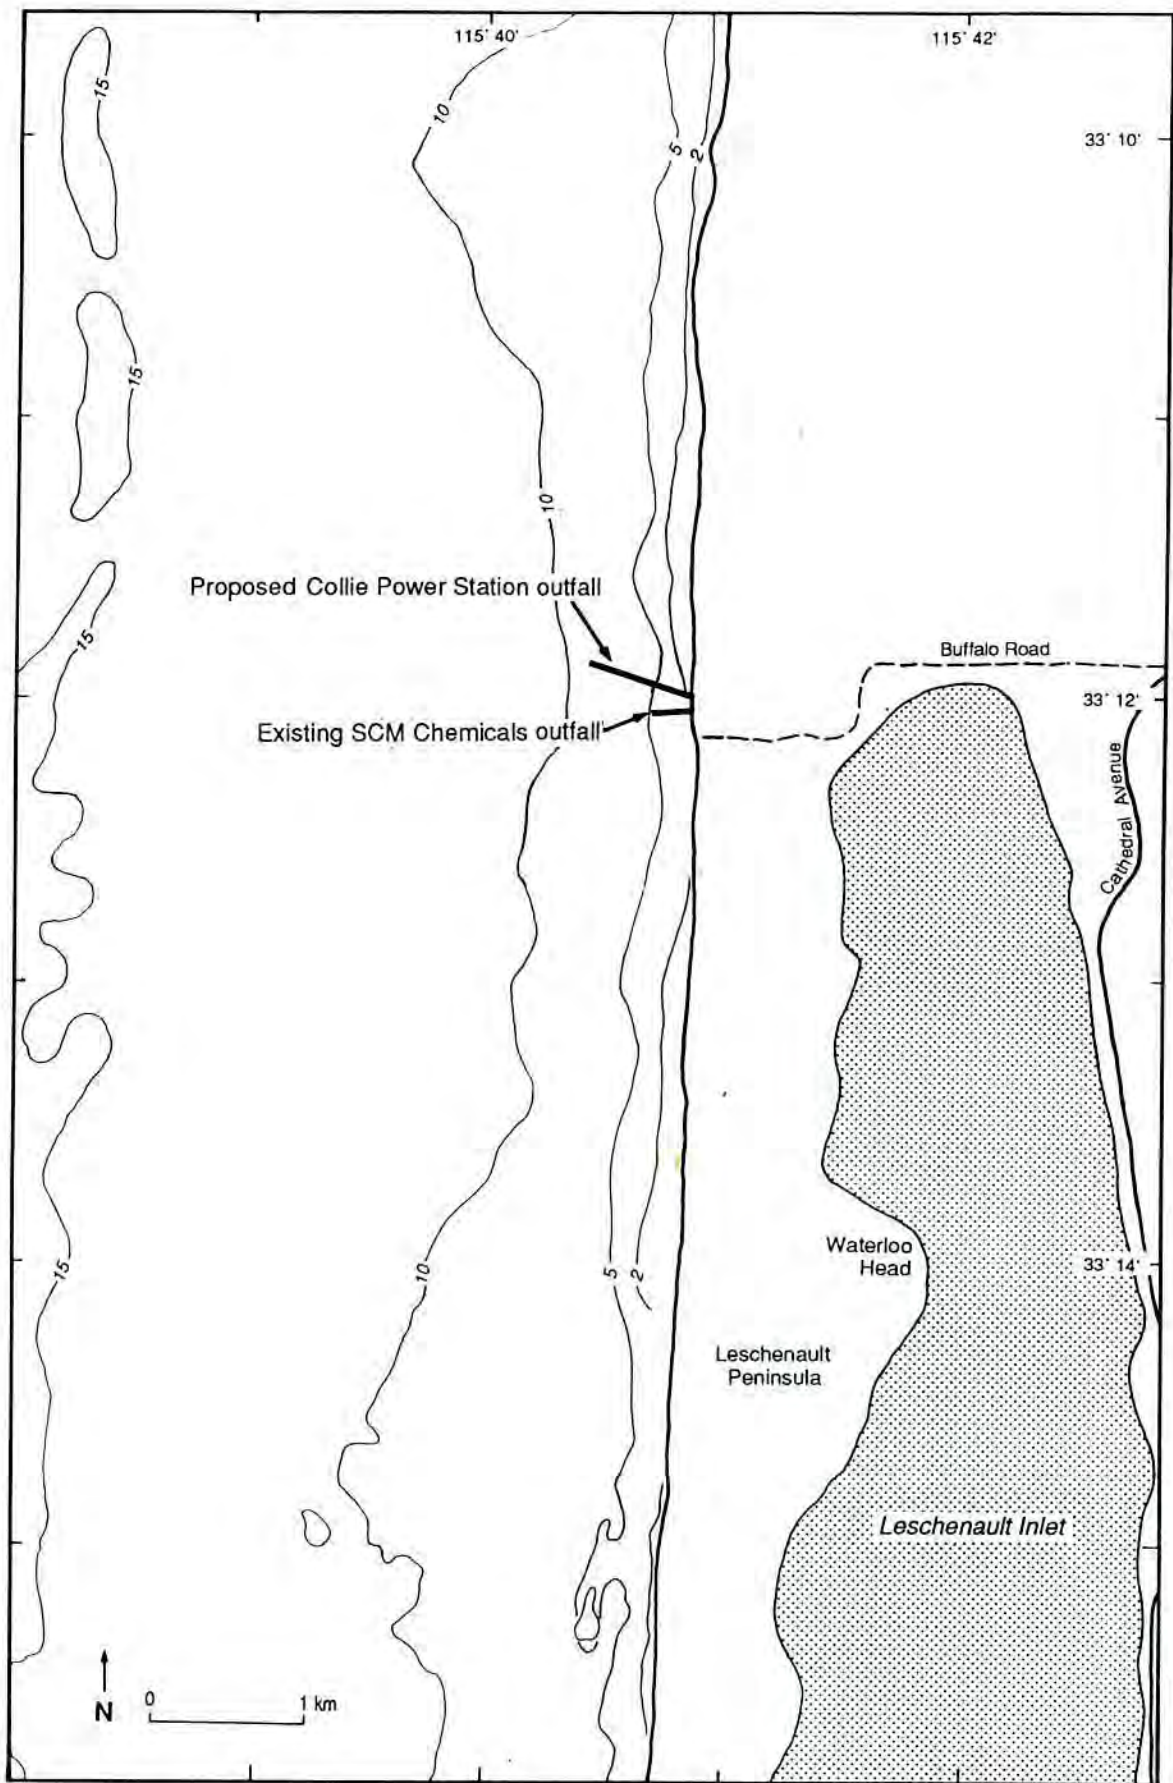 115° 40'
115° 42'
15
10
5
2
33° 10'
15
10
Proposed Collie Power Station outfall
15
Buffalo Road
33° 12'
Existing SCM Chemicals outfall
Cathedral Avenue
Waterloo
Head
33° 14'
15
10
5
2
Leschenault
Peninsula
Leschenault Inlet
N
0
1 km